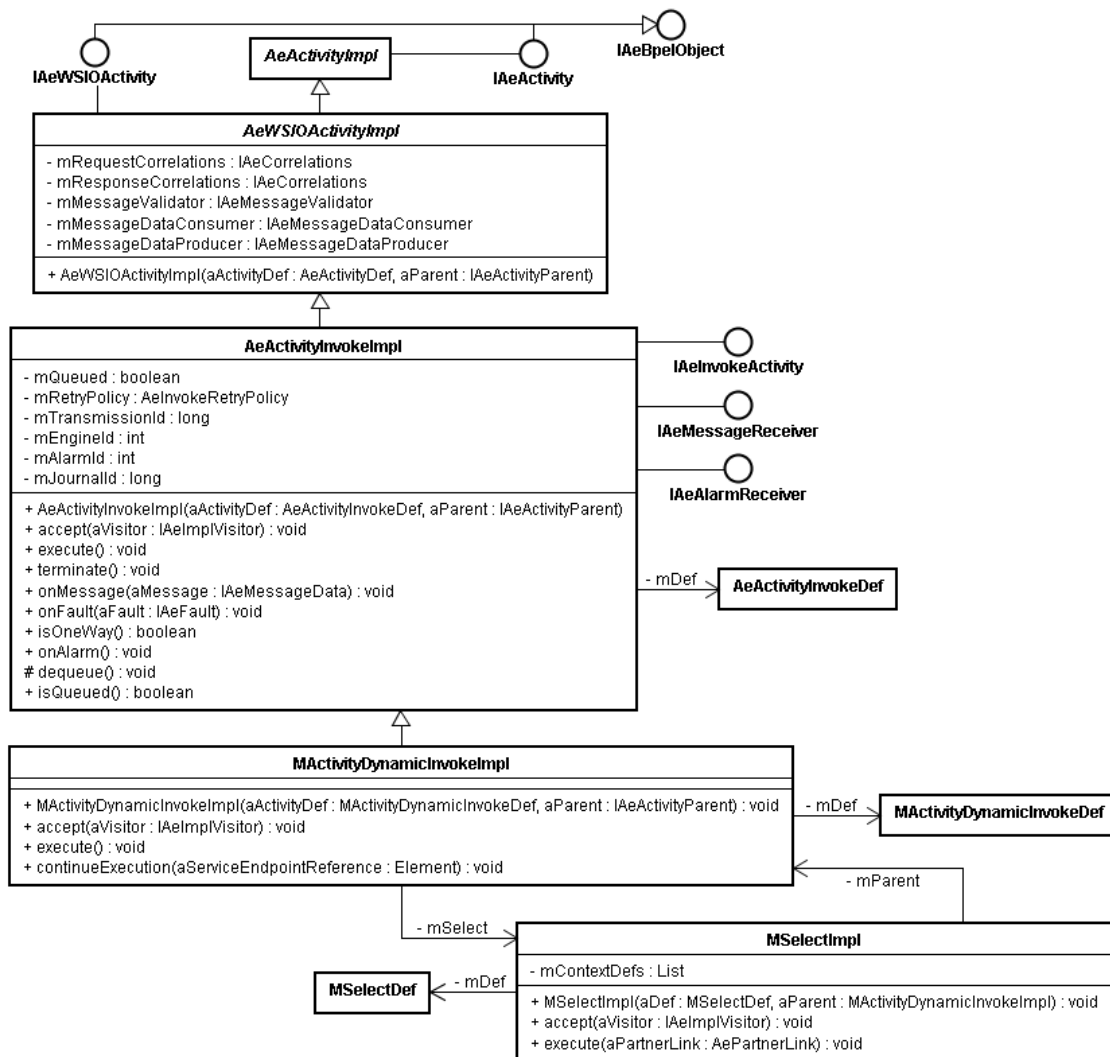 IAeBpelObject
AeActivityImpl
IAeWSIOActivity
IAeActivity
AeWSIOActivityImpl
- mRequestCorrelations : IAeCorrelations
- mResponseCorrelations : IAeCorrelations
- mMessageValidator : IAeMessageValidator
- mMessageDataConsumer : IAeMessageDataConsumer
- mMessageDataProducer : IAeMessageDataProducer
+ AeWSIOActivityImpl(aActivityDef : AeActivityDef, aParent : IAeActivityParent)
AeActivityInvokeImpl
- mQueued : boolean
- mRetryPolicy : AeInvokeRetryPolicy
- mTransmissionId : long
- mEngineId : int
- mAlarmId : int
- mJournalId : long
+ AeActivityInvokeImpl(aActivityDef : AeActivityInvokeDef, aParent : IAeActivityParent)
+ accept(aVisitor : IAeImplVisitor) : void
+ execute() : void
+ terminate() : void
+ onMessage(aMessage : IAeMessageData) : void
+ onFault(aFault : IAeFault) : void
+ isOneWay() : boolean
+ onAlarm() : void
# dequeue() : void
+ isQueued() : boolean
IAeInvokeActivity
IAeMessageReceiver
IAeAlarmReceiver
- mDef
AeActivityInvokeDef
MActivityDynamicInvokeImpl
+ MActivityDynamicInvokeImpl(aActivityDef : MActivityDynamicInvokeDef, aParent : IAeActivityParent) : void
+ accept(aVisitor : IAeImplVisitor) : void
+ execute() : void
+ continueExecution(aServiceEndpointReference : Element) : void
- mDef
MActivityDynamicInvokeDef
- mParent
- mSelect
MSelectImpl
- mContextDefs : List
+ MSelectImpl(aDef : MSelectDef, aParent : MActivityDynamicInvokeImpl) : void
+ accept(aVisitor : IAeImplVisitor) : void
+ execute(aPartnerLink : AePartnerLink) : void
- mDef
MSelectDef